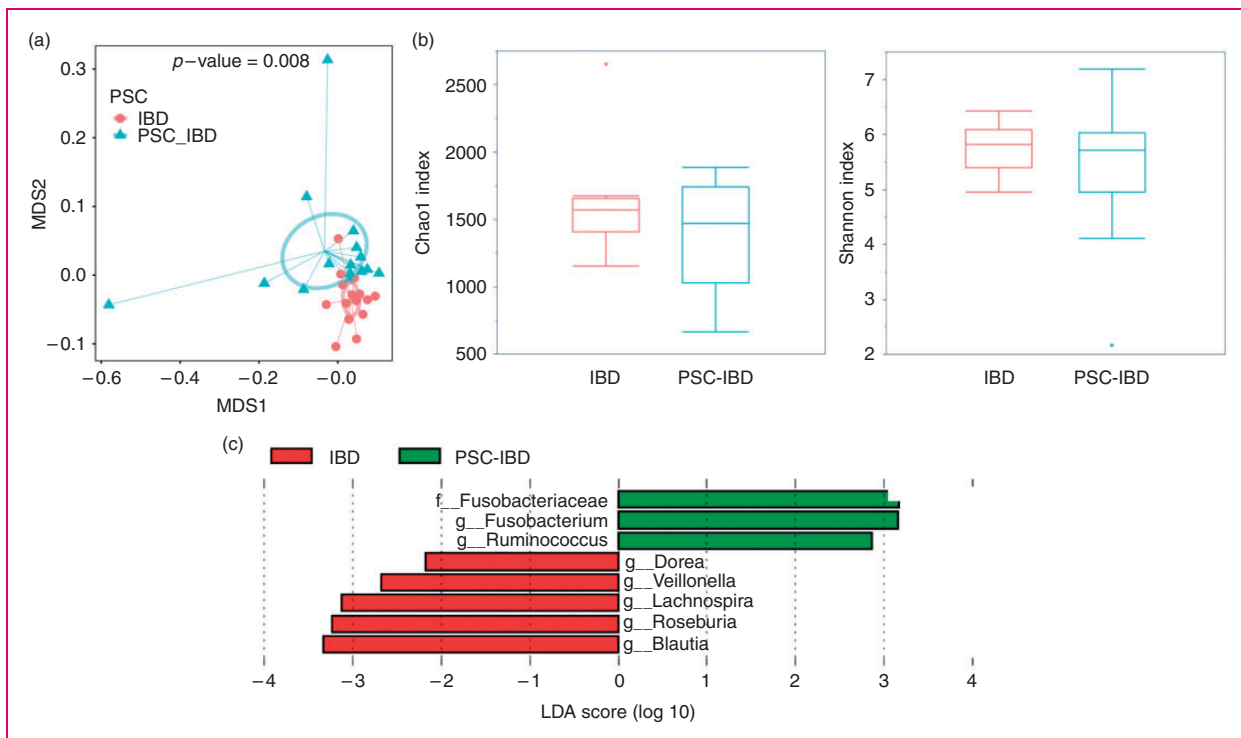 (a)
p-value = 0.008
PSC
IBD
PSC_IBD
0.3
0.2
0.1
0.0
−0.1
MDS2
−0.6
−0.4
−0.2
−0.0
MDS1
(b)
2500
2000
1500
1000
500
Chao1 index
IBD
PSC-IBD
7
6
5
4
3
2
Shannon index
IBD
PSC-IBD
(c)
IBD
PSC-IBD
f__Fusobacteriaceae
g__Fusobacterium
g__Ruminococcus
g__Dorea
g__Veillonella
g__Lachnospira
g__Roseburia
g__Blautia
−4
−3
−2
−1
0
1
2
3
4
LDA score (log 10)